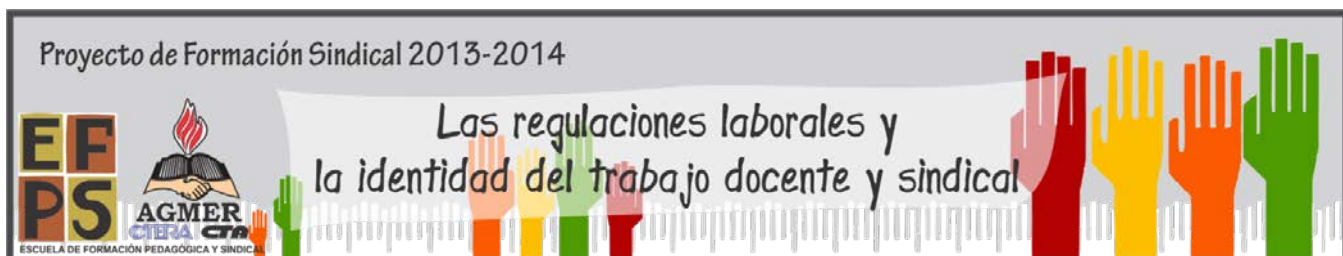 Proyecto de Formación Sindical 2013-2014
Las regulaciones laborales y
la identidad del trabajo docente y sindical
EF
PS
AGMER
CTERA CTA
ESCUELA DE FORMACIÓN PEDAGÓGICA Y SINDICAL